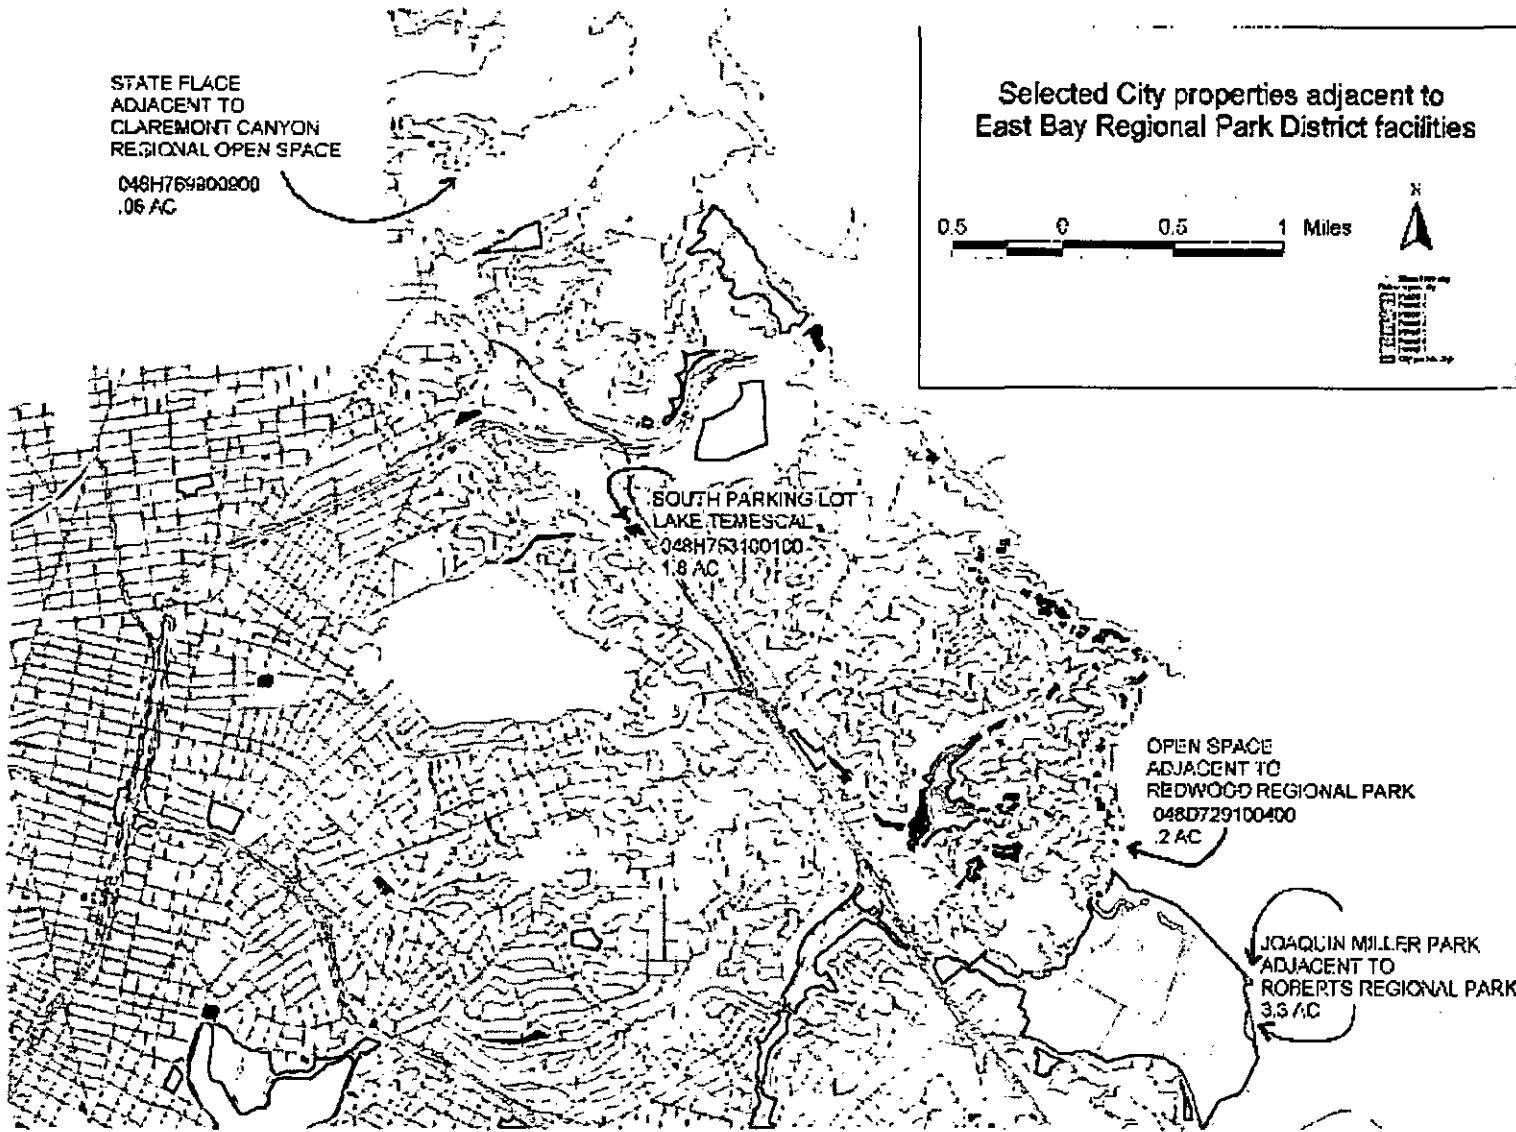 STATE FLACE
ADJACENT TO
CLAREMONT CANYON
REGIONAL OPEN SPACE
.06 AC
Selected City properties adjacent to
East Bay Regional Park District facilities
0.5 0 0.5 1 Miles
N
SOUTH PARKING LOT
LAKE TEMESCAL
048H763100100
1.8 AC
OPEN SPACE
ADJACENT TO
REDWOOD REGIONAL PARK
048D729100400
.2 AC
JOAQUIN MILLER PARK
ADJACENT TO
ROBERTS REGIONAL PARK
3.3 AC